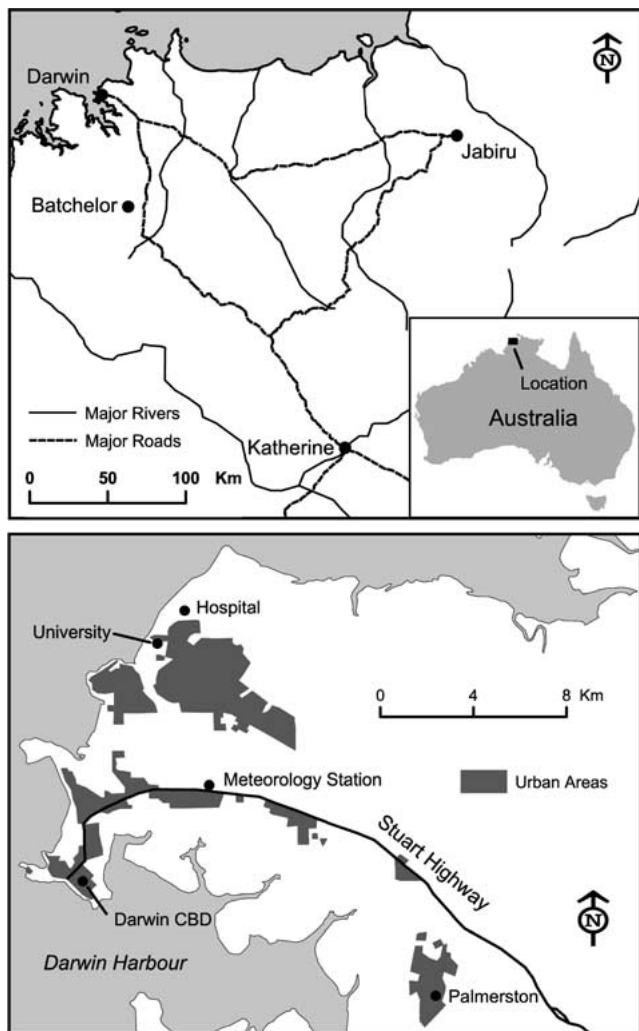 N
Darwin
Jabiru
Batchelor
Location
Australia
Major Rivers
Major Roads
Katherine
0 50 100 Km
Hospital
University
0 4 8 Km
Meteorology Station
Urban Areas
Stuart Highway
Darwin CBD
N
Darwin Harbour
Palmerston